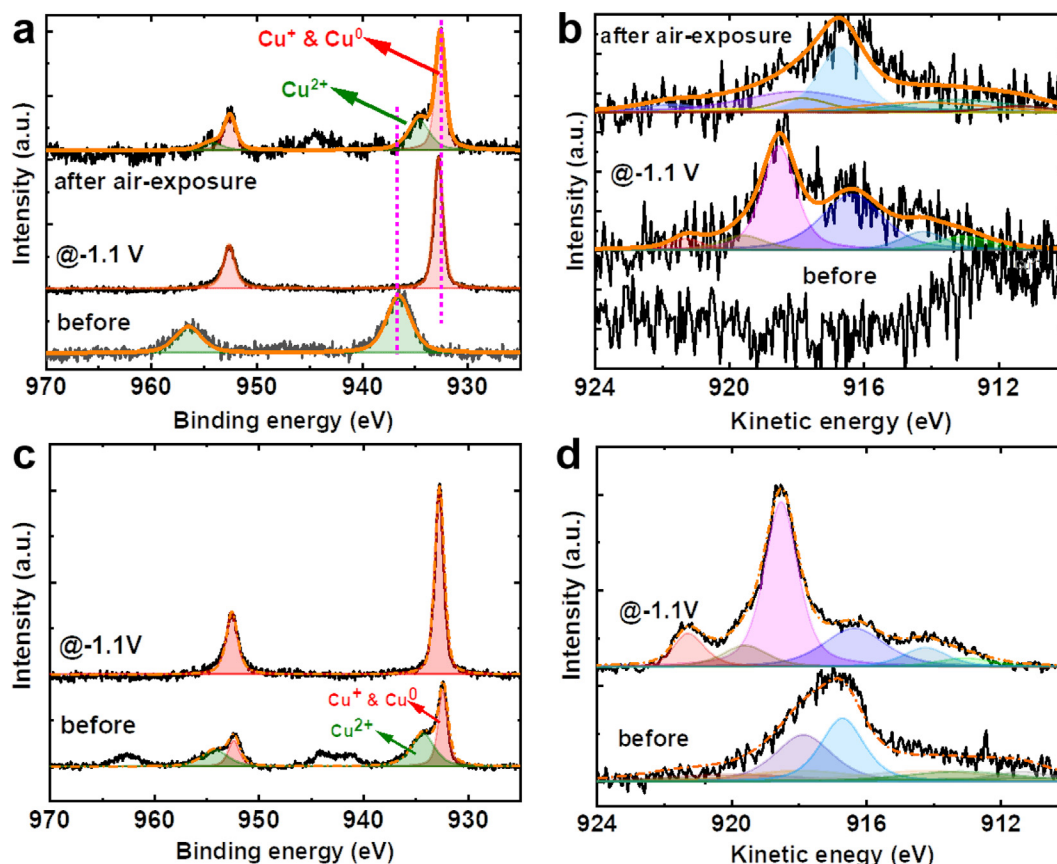 a
Cu⁺ & Cu⁰
Cu²⁺
after air-exposure
@-1.1 V
before
Intensity (a.u.)
970 960 950 940 930
Binding energy (eV)
b
after air-exposure
@-1.1 V
before
Intensity (a.u.)
924 920 916 912
Kinetic energy (eV)
c
@-1.1V
before
Cu⁺ & Cu⁰
Cu²⁺
Intensity (a.u.)
970 960 950 940 930
Binding energy (eV)
d
@-1.1V
before
Intensity (a.u.)
924 920 916 912
Kinetic energy (eV)